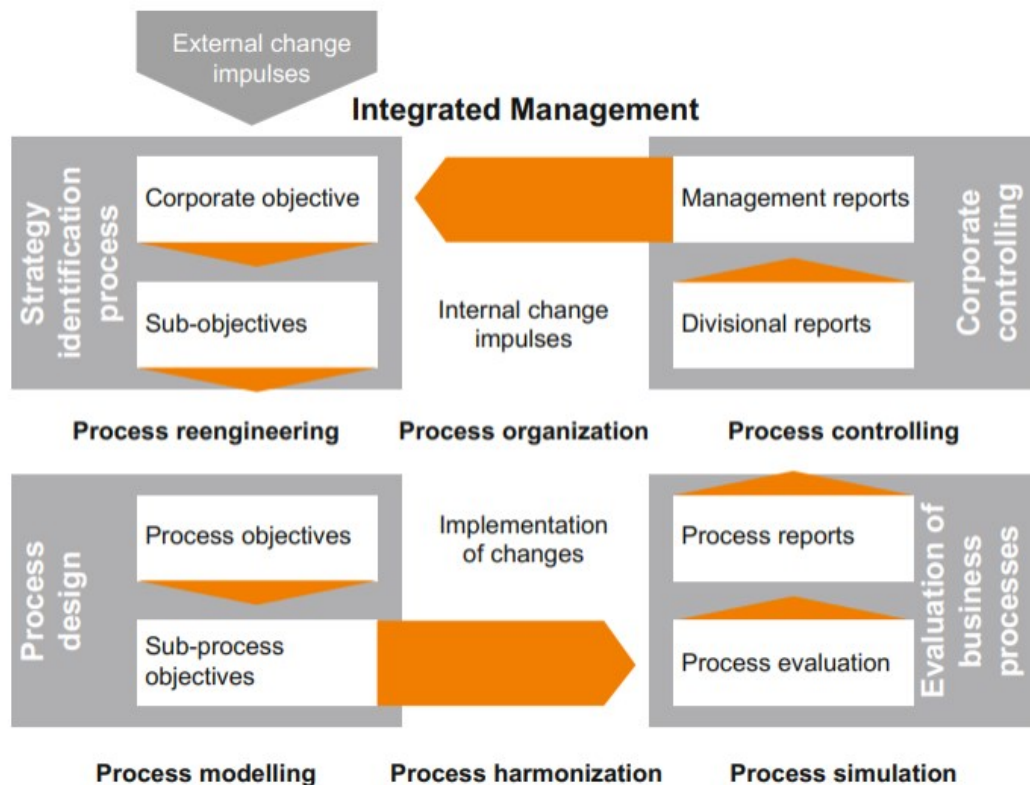 External change
impulses
Integrated Management
Strategy
identification
process
Corporate objective
Sub-objectives
Internal change
impulses
Management reports
Divisional reports
Corporate
controlling
Process reengineering
Process organization
Process controlling
Process
design
Process objectives
Sub-process
objectives
Implementation
of changes
Process reports
Process evaluation
Evaluation of
business
processes
Process modelling
Process harmonization
Process simulation